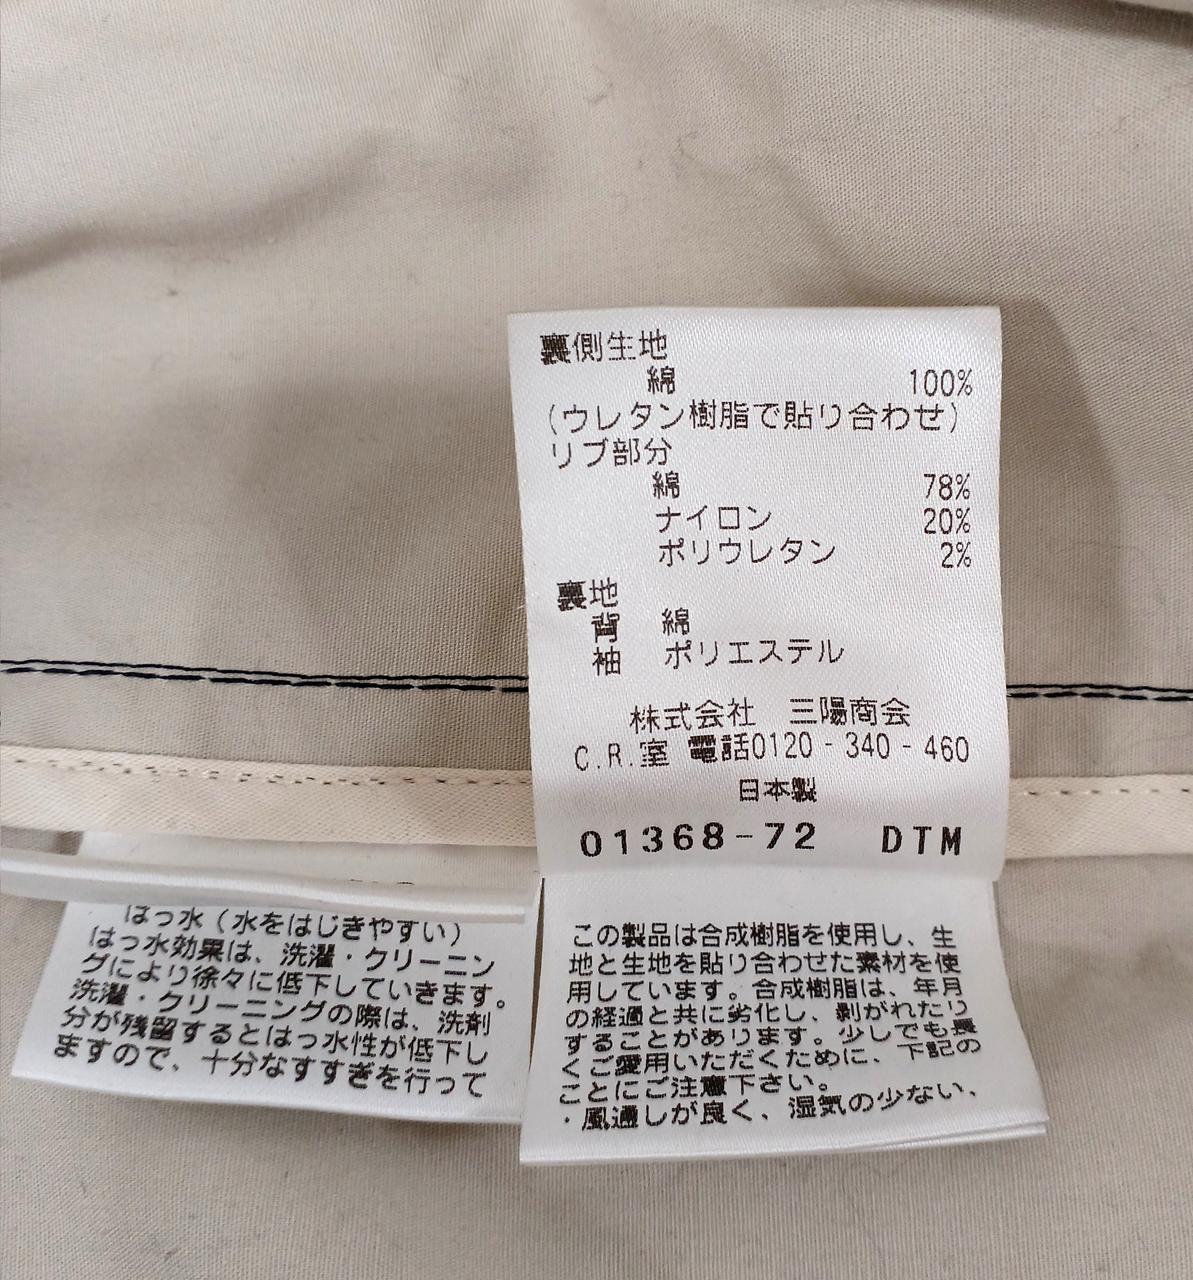 裏側生地
綿 100%
(ウレタン樹脂で貼り合わせ)
リブ部分
綿 78%
ナイロン 20%
ポリウレタン 2%
裏地
背 綿
袖 ポリエステル
株式会社 三陽商会
C.R.室 電話0120-340-460
日本製
01368-72 DTM
はっ水(水をはじきやすい)
はっ水効果は、洗濯・クリーニン
グにより徐々に低下していきます。
洗濯・クリーニングの際は、洗剤
分が残留するとはっ水性が低下し
ますので、十分なすすぎを行って
この製品は合成樹脂を使用し、生
地と生地を貼り合わせた素材を使
用しています。合成樹脂は、年月
の経過と共に劣化し、剥がれたり
することがあります。少しでも長
くご愛用いただくために、下記の
ことにご注意下さい。
・風通しが良く、湿気の少ない、